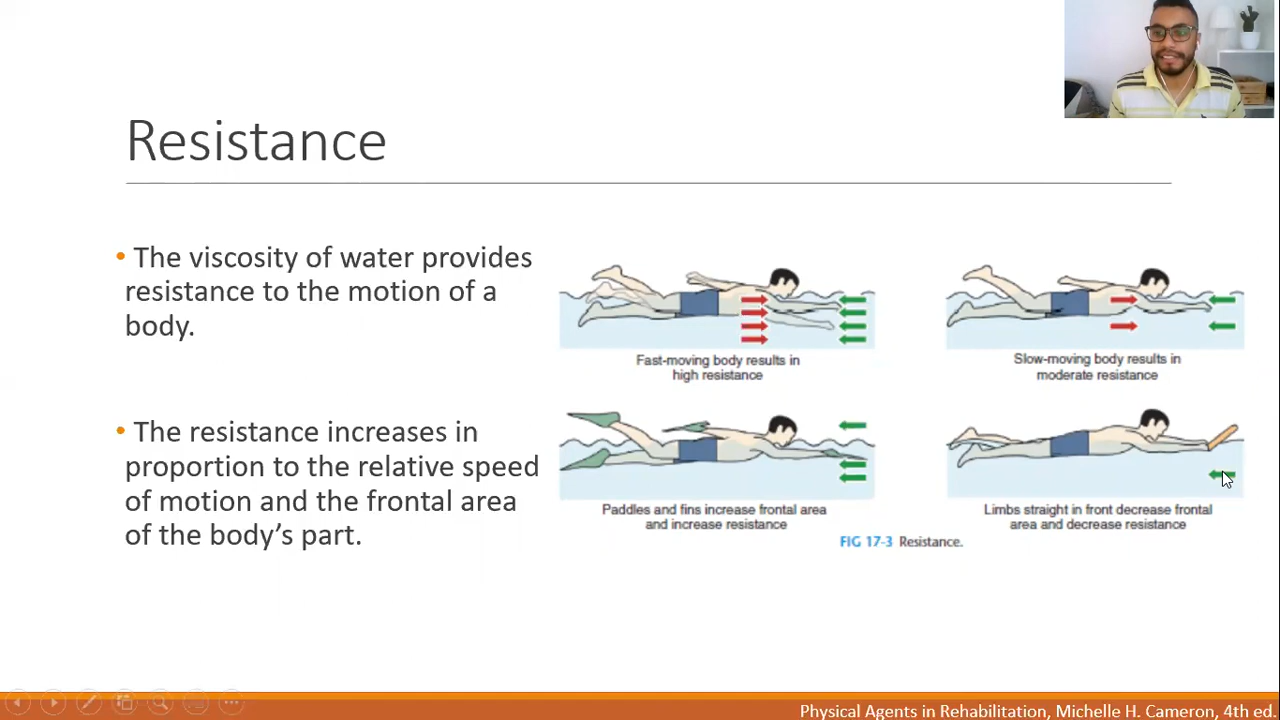 Resistance
• The viscosity of water provides
resistance to the motion of a
body.
• The resistance increases in
proportion to the relative speed
of motion and the frontal area
of the body’s part.
Fast-moving body results in
high resistance
Slow-moving body results in
moderate resistance
Paddles and fins increase frontal area
and increase resistance
Limbs straight in front decrease frontal
area and decrease resistance
FIG 17-3 Resistance.
Physical Agents in Rehabilitation, Michelle H. Cameron, 4th ed.